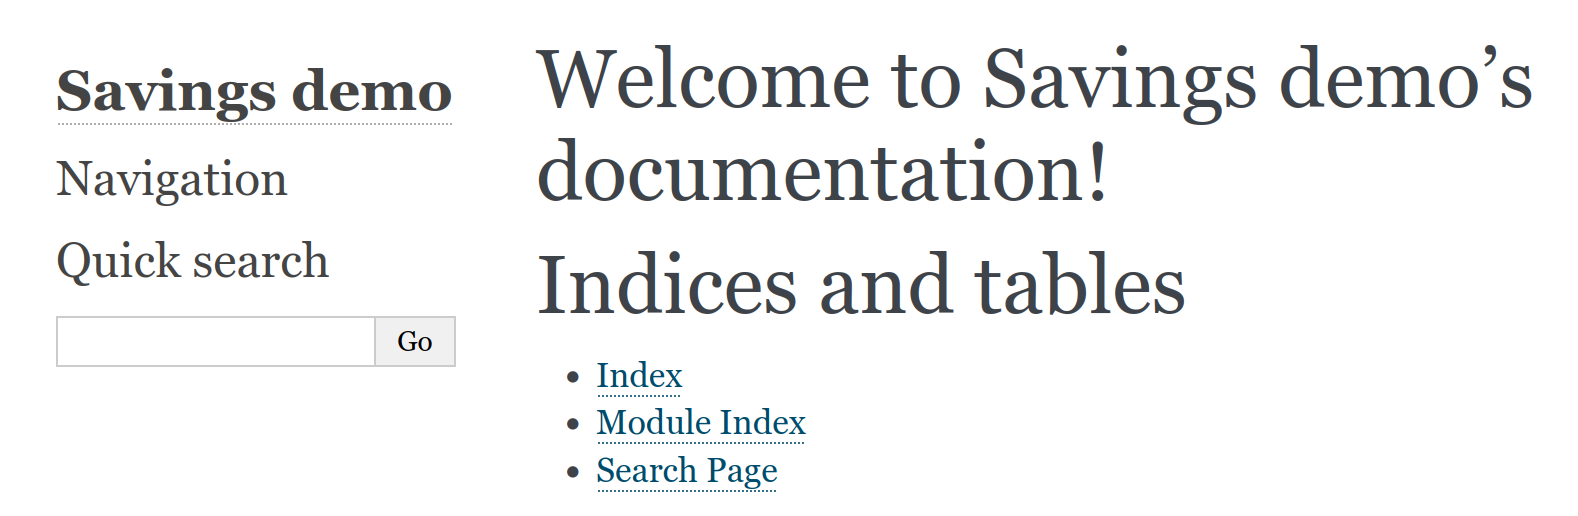 Savings demo
Navigation
Quick search
Go
Welcome to Savings demo’s
documentation!
Indices and tables
Index
Module Index
Search Page